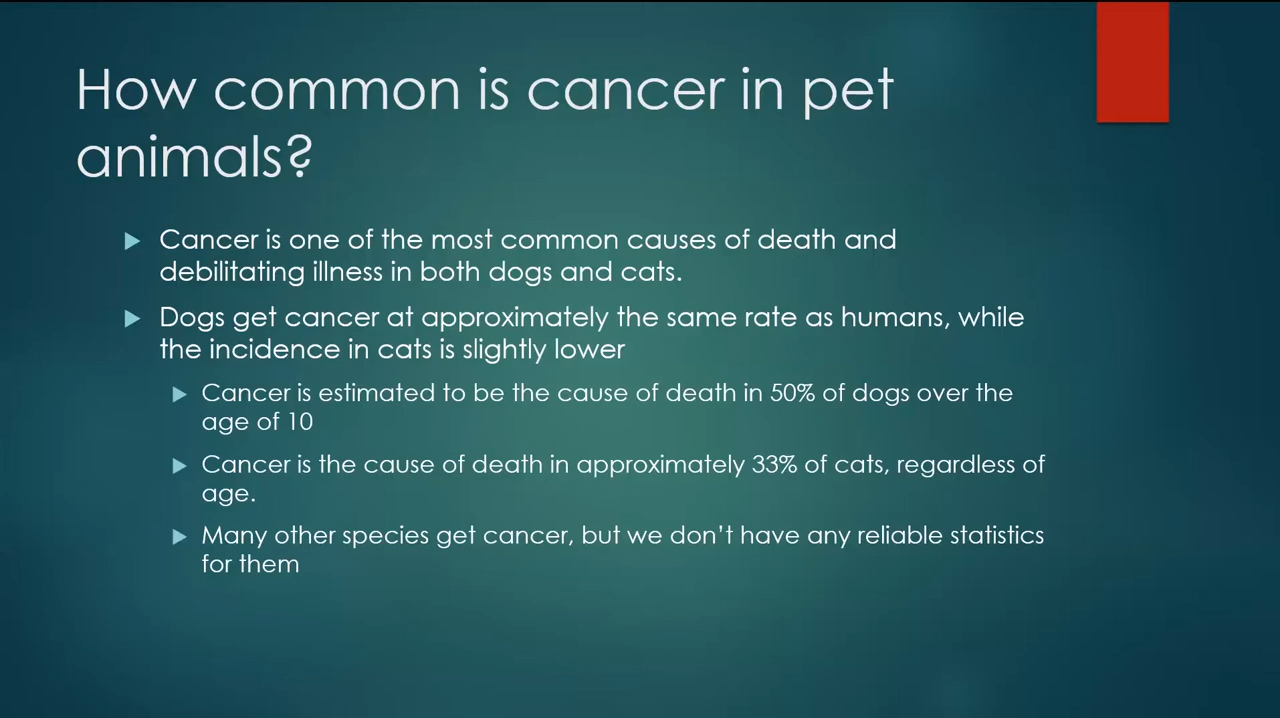 How common is cancer in pet
animals?
Cancer is one of the most common causes of death and
debilitating illness in both dogs and cats.
Dogs get cancer at approximately the same rate as humans, while
the incidence in cats is slightly lower
Cancer is estimated to be the cause of death in 50% of dogs over the
age of 10
Cancer is the cause of death in approximately 33% of cats, regardless of
age.
Many other species get cancer, but we don’t have any reliable statistics
for them